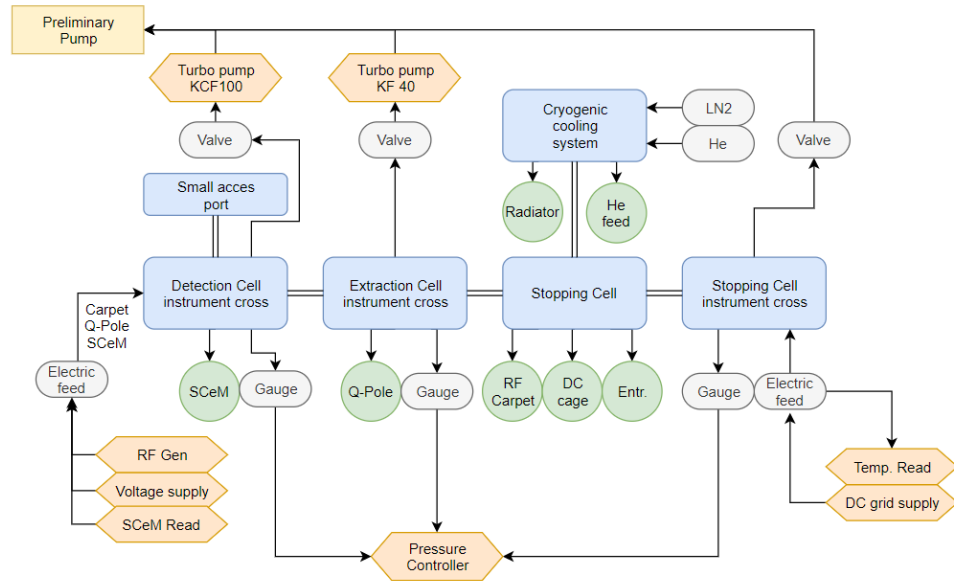 Preliminary
Pump
Turbo pump
KCF100
Turbo pump
KF 40
Cryogenic
cooling
system
LN2
He
Valve
Valve
Valve
Small acces
port
Radiator
He
feed
Detection Cell
instrument cross
Extraction Cell
instrument cross
Stopping Cell
Stopping Cell
instrument cross
Carpet
Q-Pole
SCeM
Electric
feed
SCeM
Gauge
Q-Pole
Gauge
RF
Carpet
DC
cage
Entr.
Gauge
Electric
feed
RF Gen
Voltage supply
SCeM Read
Temp. Read
DC grid supply
Pressure
Controller